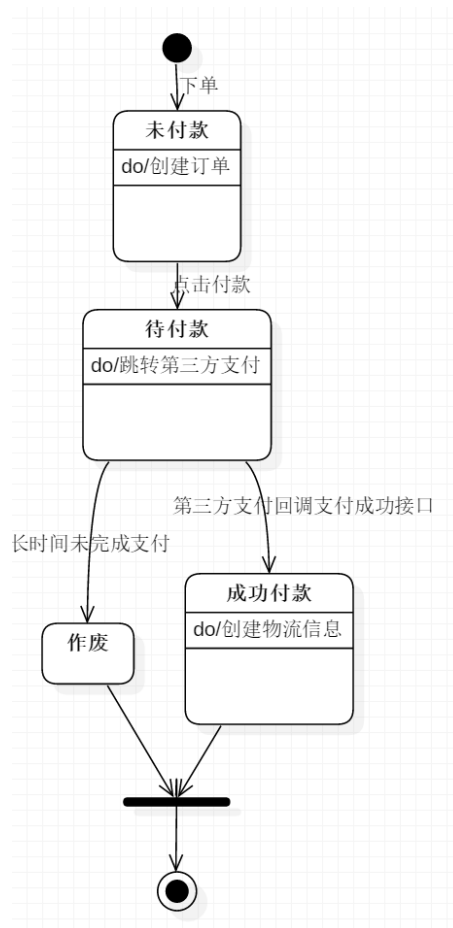 下单
未付款
do/创建订单
点击付款
待付款
do/跳转第三方支付
第三方支付回调支付成功接口
长时间未完成支付
成功付款
do/创建物流信息
作废